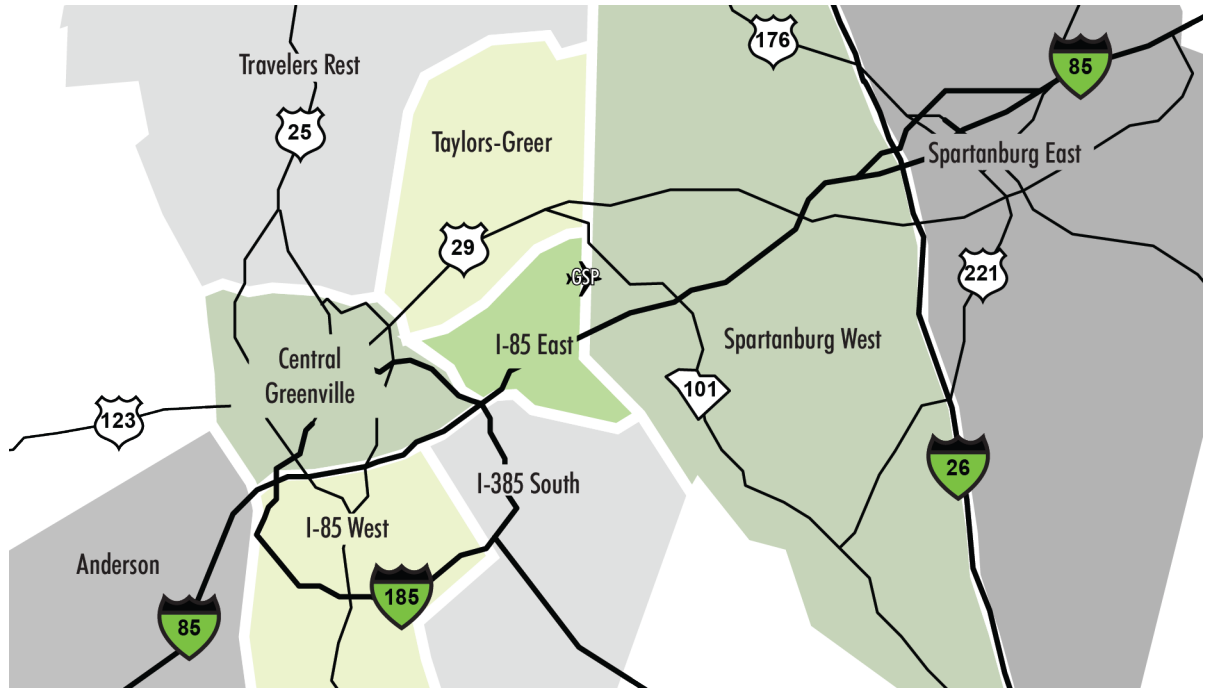 176
85
Travelers Rest
25
Taylors-Greer
Spartanburg East
29
221
GSP
I-85 East
Spartanburg West
Central
Greenville
101
123
26
I-385 South
I-85 West
Anderson
185
85